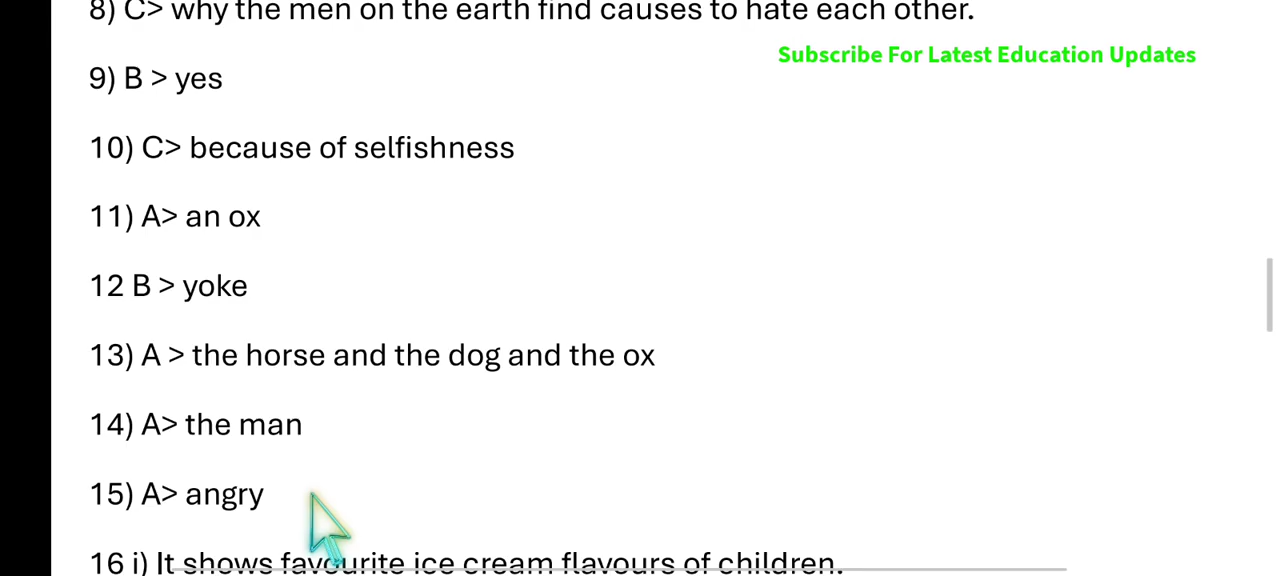 8) C> why the men on the earth find causes to hate each other.
Subscribe For Latest Education Updates
9) B > yes
10) C> because of selfishness
11) A> an ox
12 B > yoke
13) A > the horse and the dog and the ox
14) A> the man
15) A> angry
16 i) It shows favourite ice cream flavours of children.